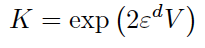 K = exp (2ε^d V)